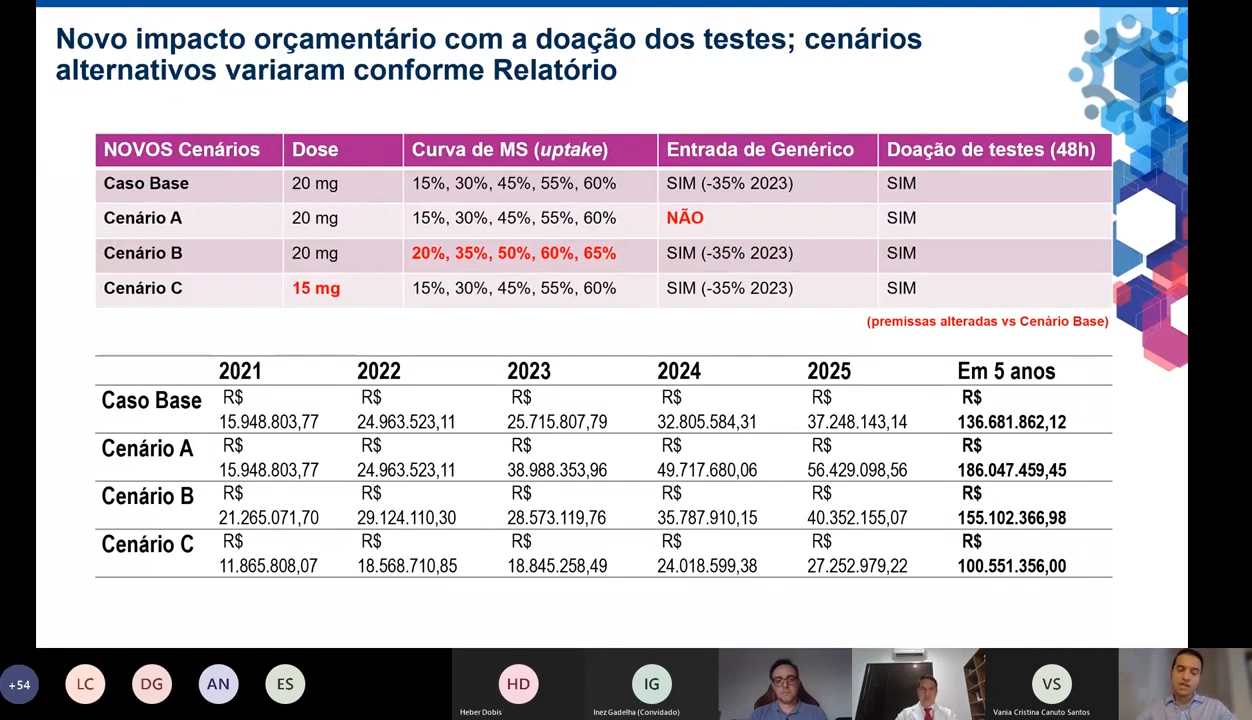 Novo impacto orçamentário com a doação dos testes; cenários
alternativos variaram conforme Relatório
NOVOS Cenários Dose Curva de MS (uptake) Entrada de Genérico Doação de testes (48h)
Caso Base 20 mg 15%, 30%, 45%, 55%, 60% SIM (-35% 2023) SIM
Cenário A 20 mg 15%, 30%, 45%, 55%, 60% NÃO SIM
Cenário B 20 mg 20%, 35%, 50%, 60%, 65% SIM (-35% 2023) SIM
Cenário C 15 mg 15%, 30%, 45%, 55%, 60% SIM (-35% 2023) SIM
(premissas alteradas vs Cenário Base)
2021 2022 2023 2024 2025 Em 5 anos
Caso Base R$ R$ R$ R$ R$ R$
15.948.803,77 24.963.523,11 25.715.807,79 32.805.584,31 37.248.143,14 136.681.862,12
Cenário A R$ R$ R$ R$ R$ R$
15.948.803,77 24.963.523,11 38.988.353,96 49.717.680,06 56.429.098,56 186.047.459,45
Cenário B R$ R$ R$ R$ R$ R$
21.265.071,70 29.124.110,30 28.573.119,76 35.787.910,15 40.352.155,07 155.102.366,98
Cenário C R$ R$ R$ R$ R$ R$
11.865.808,07 18.568.710,85 18.845.258,49 24.018.599,38 27.252.979,22 100.551.356,00
+54 LC DG AN ES HD IG VS
Heber Dobis Inez Gadelha (Convidado) Vania Cristina Canuto Santos